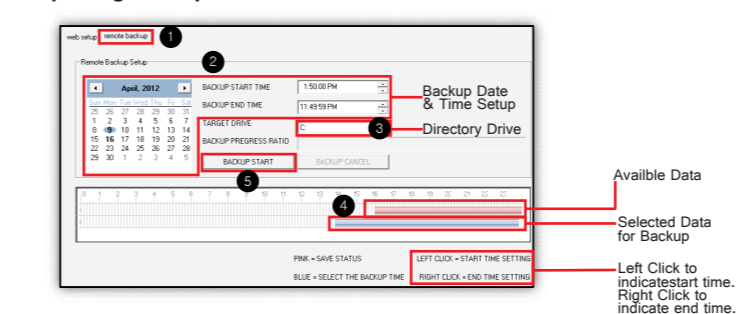 web setup remote backup 1
Remote Backup Setup 2
April, 2012
Sun Mon Tue Wed Thu Fri Sat
25 26 27 28 29 30 31
1 2 3 4 5 6 7
8 9 10 11 12 13 14
15 16 17 18 19 20 21
22 23 24 25 26 27 28
29 30 1 2 3 4 5
BACKUP START TIME 1:50:00 PM
BACKUP END TIME 11:49:59 PM
TARGET DRIVE C: 3
BACKUP PREGRESS RATIO
BACKUP START BACKUP CANCEL
5
Backup Date
& Time Setup
Directory Drive
0 1 2 3 4 5 6 7 8 9 10 11 12 13 14 15 16 17 18 19 20 21 22 23
4
Availble Data
Selected Data
for Backup
PINK = SAVE STATUS LEFT CLICK = START TIME SETTING
BLUE = SELECT THE BACKUP TIME RIGHT CLICK = END TIME SETTING
Left Click to
indicatestart time.
Right Click to
indicate end time.